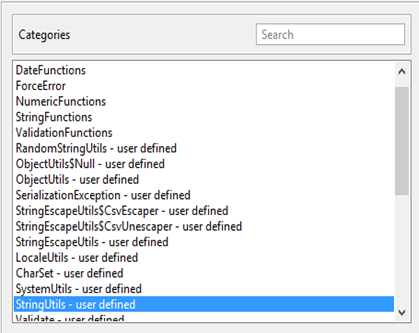 Categories
Search
DateFunctions
ForceError
NumericFunctions
StringFunctions
ValidationFunctions
RandomStringUtils - user defined
ObjectUtils$Null - user defined
ObjectUtils - user defined
SerializationException - user defined
StringEscapeUtils$CsvEscaper - user defined
StringEscapeUtils$CsvUnescaper - user defined
StringEscapeUtils - user defined
LocaleUtils - user defined
CharSet - user defined
SystemUtils - user defined
StringUtils - user defined
Validate - user defined